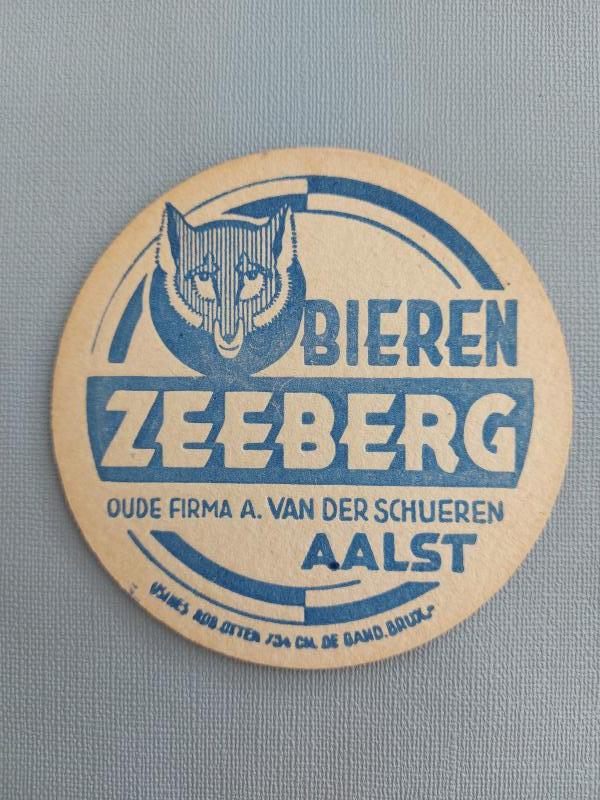 BIEREN
ZEEBERG
OUDE FIRMA A. VAN DER SCHUEREN
AALST
USINES ROB.OTTEN 734 CH. DE GAND. BRUX.